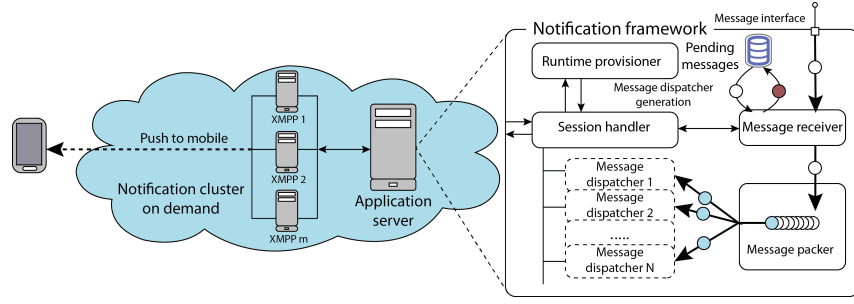 Notification framework
Message interface
Runtime provisioner
Pending
messages
Message dispatcher
generation
Session handler
Message receiver
XMPP 1
Push to mobile
XMPP 2
Notification cluster
on demand
Application
server
XMPP m
Message
dispatcher 1
Message
dispatcher 2
.....
Message
dispatcher N
Message packer